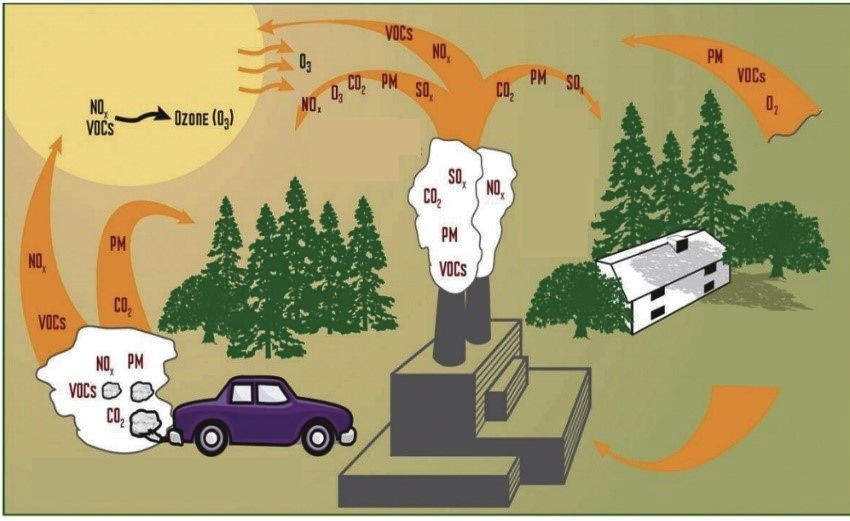 VOCs
NOx
O3
NOx
O3
CO2
PM
SOx
CO2
PM
SOx
PM
VOCs
O2
NOx
VOCs
Ozone (O3)
SOx
CO2
NOx
PM
VOCs
NOx
VOCs
PM
CO2
NOx PM
VOCs
CO2